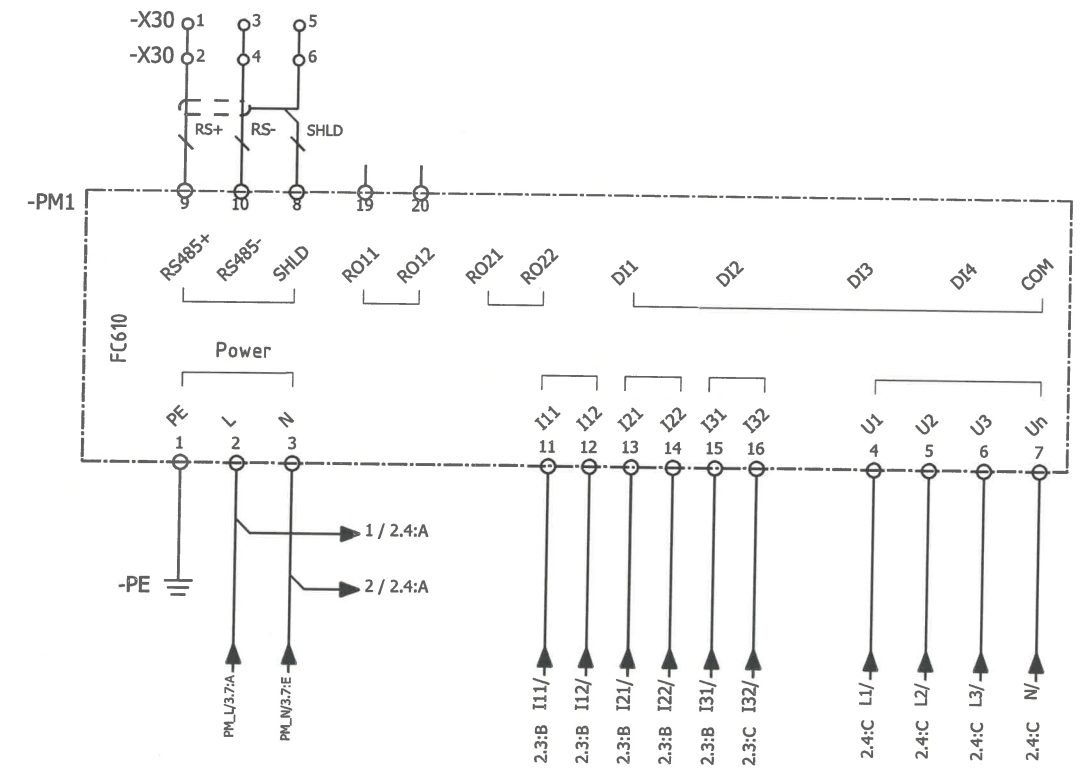 -X30 1 3 5
-X30 2 4 6
RS+ RS- SHLD
-PM1 9 10 8 19 20
RS485+ RS485- SHLD RO11 RO12 RO21 RO22 DI1 DI2 DI3 DI4 COM
FC610
Power
PE L N I11 I12 I21 I22 I31 I32 U1 U2 U3 Un
1 2 3 11 12 13 14 15 16 4 5 6 7
1 / 2.4:A
-PE
2 / 2.4:A
PM_L/3.7:A
PM_N/3.7:E
2.3:B I11/
2.3:B I12/
2.3:B I21/
2.3:B I22/
2.3:B I31/
2.3:C I32/
2.4:C L1/
2.4:C L2/
2.4:C L3/
2.4:C N/